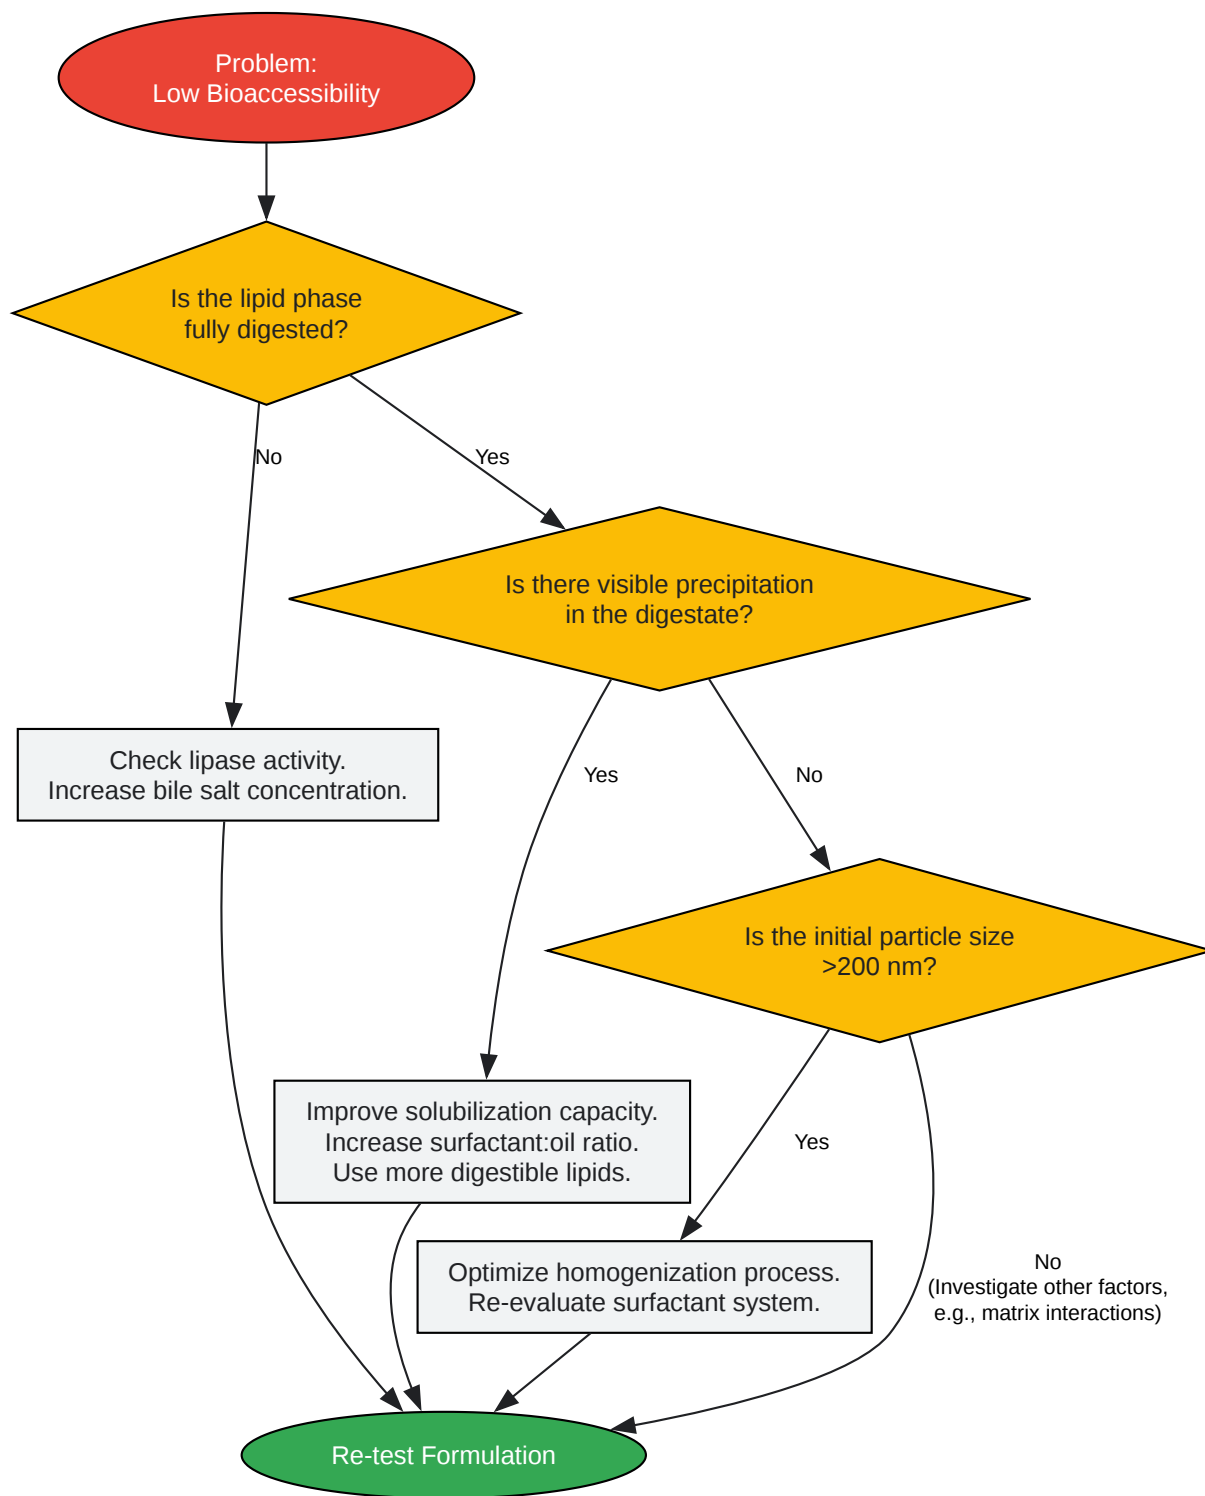 Problem:
Low Bioaccessibility
Is the lipid phase
fully digested?
No
Yes
Is there visible precipitation
in the digestate?
Check lipase activity.
Increase bile salt concentration.
Yes
No
Is the initial particle size
>200 nm?
Improve solubilization capacity.
Increase surfactant:oil ratio.
Use more digestible lipids.
Yes
Optimize homogenization process.
Re-evaluate surfactant system.
No
(Investigate other factors,
e.g., matrix interactions)
Re-test Formulation